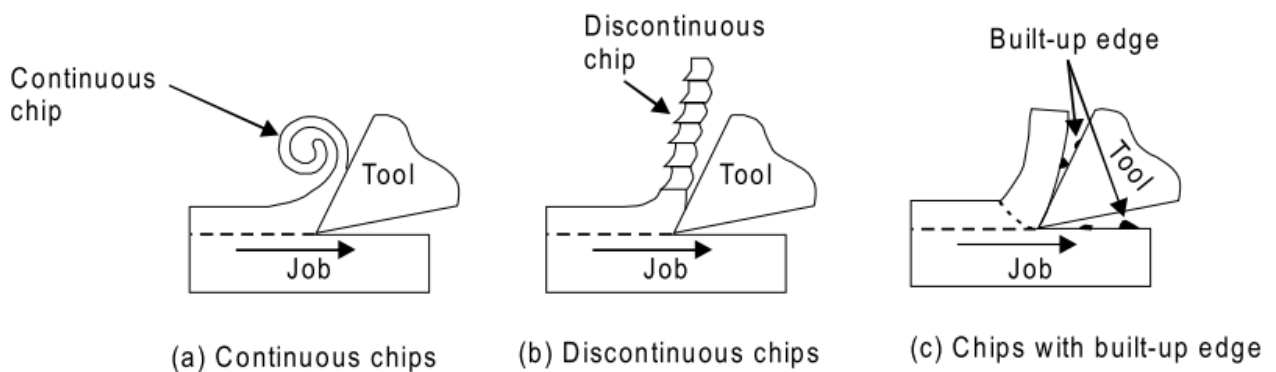 Continuous
chip
Tool
Job
(a) Continuous chips
Discontinuous
chip
Tool
Job
(b) Discontinuous chips
Built-up edge
Tool
Job
(c) Chips with built-up edge